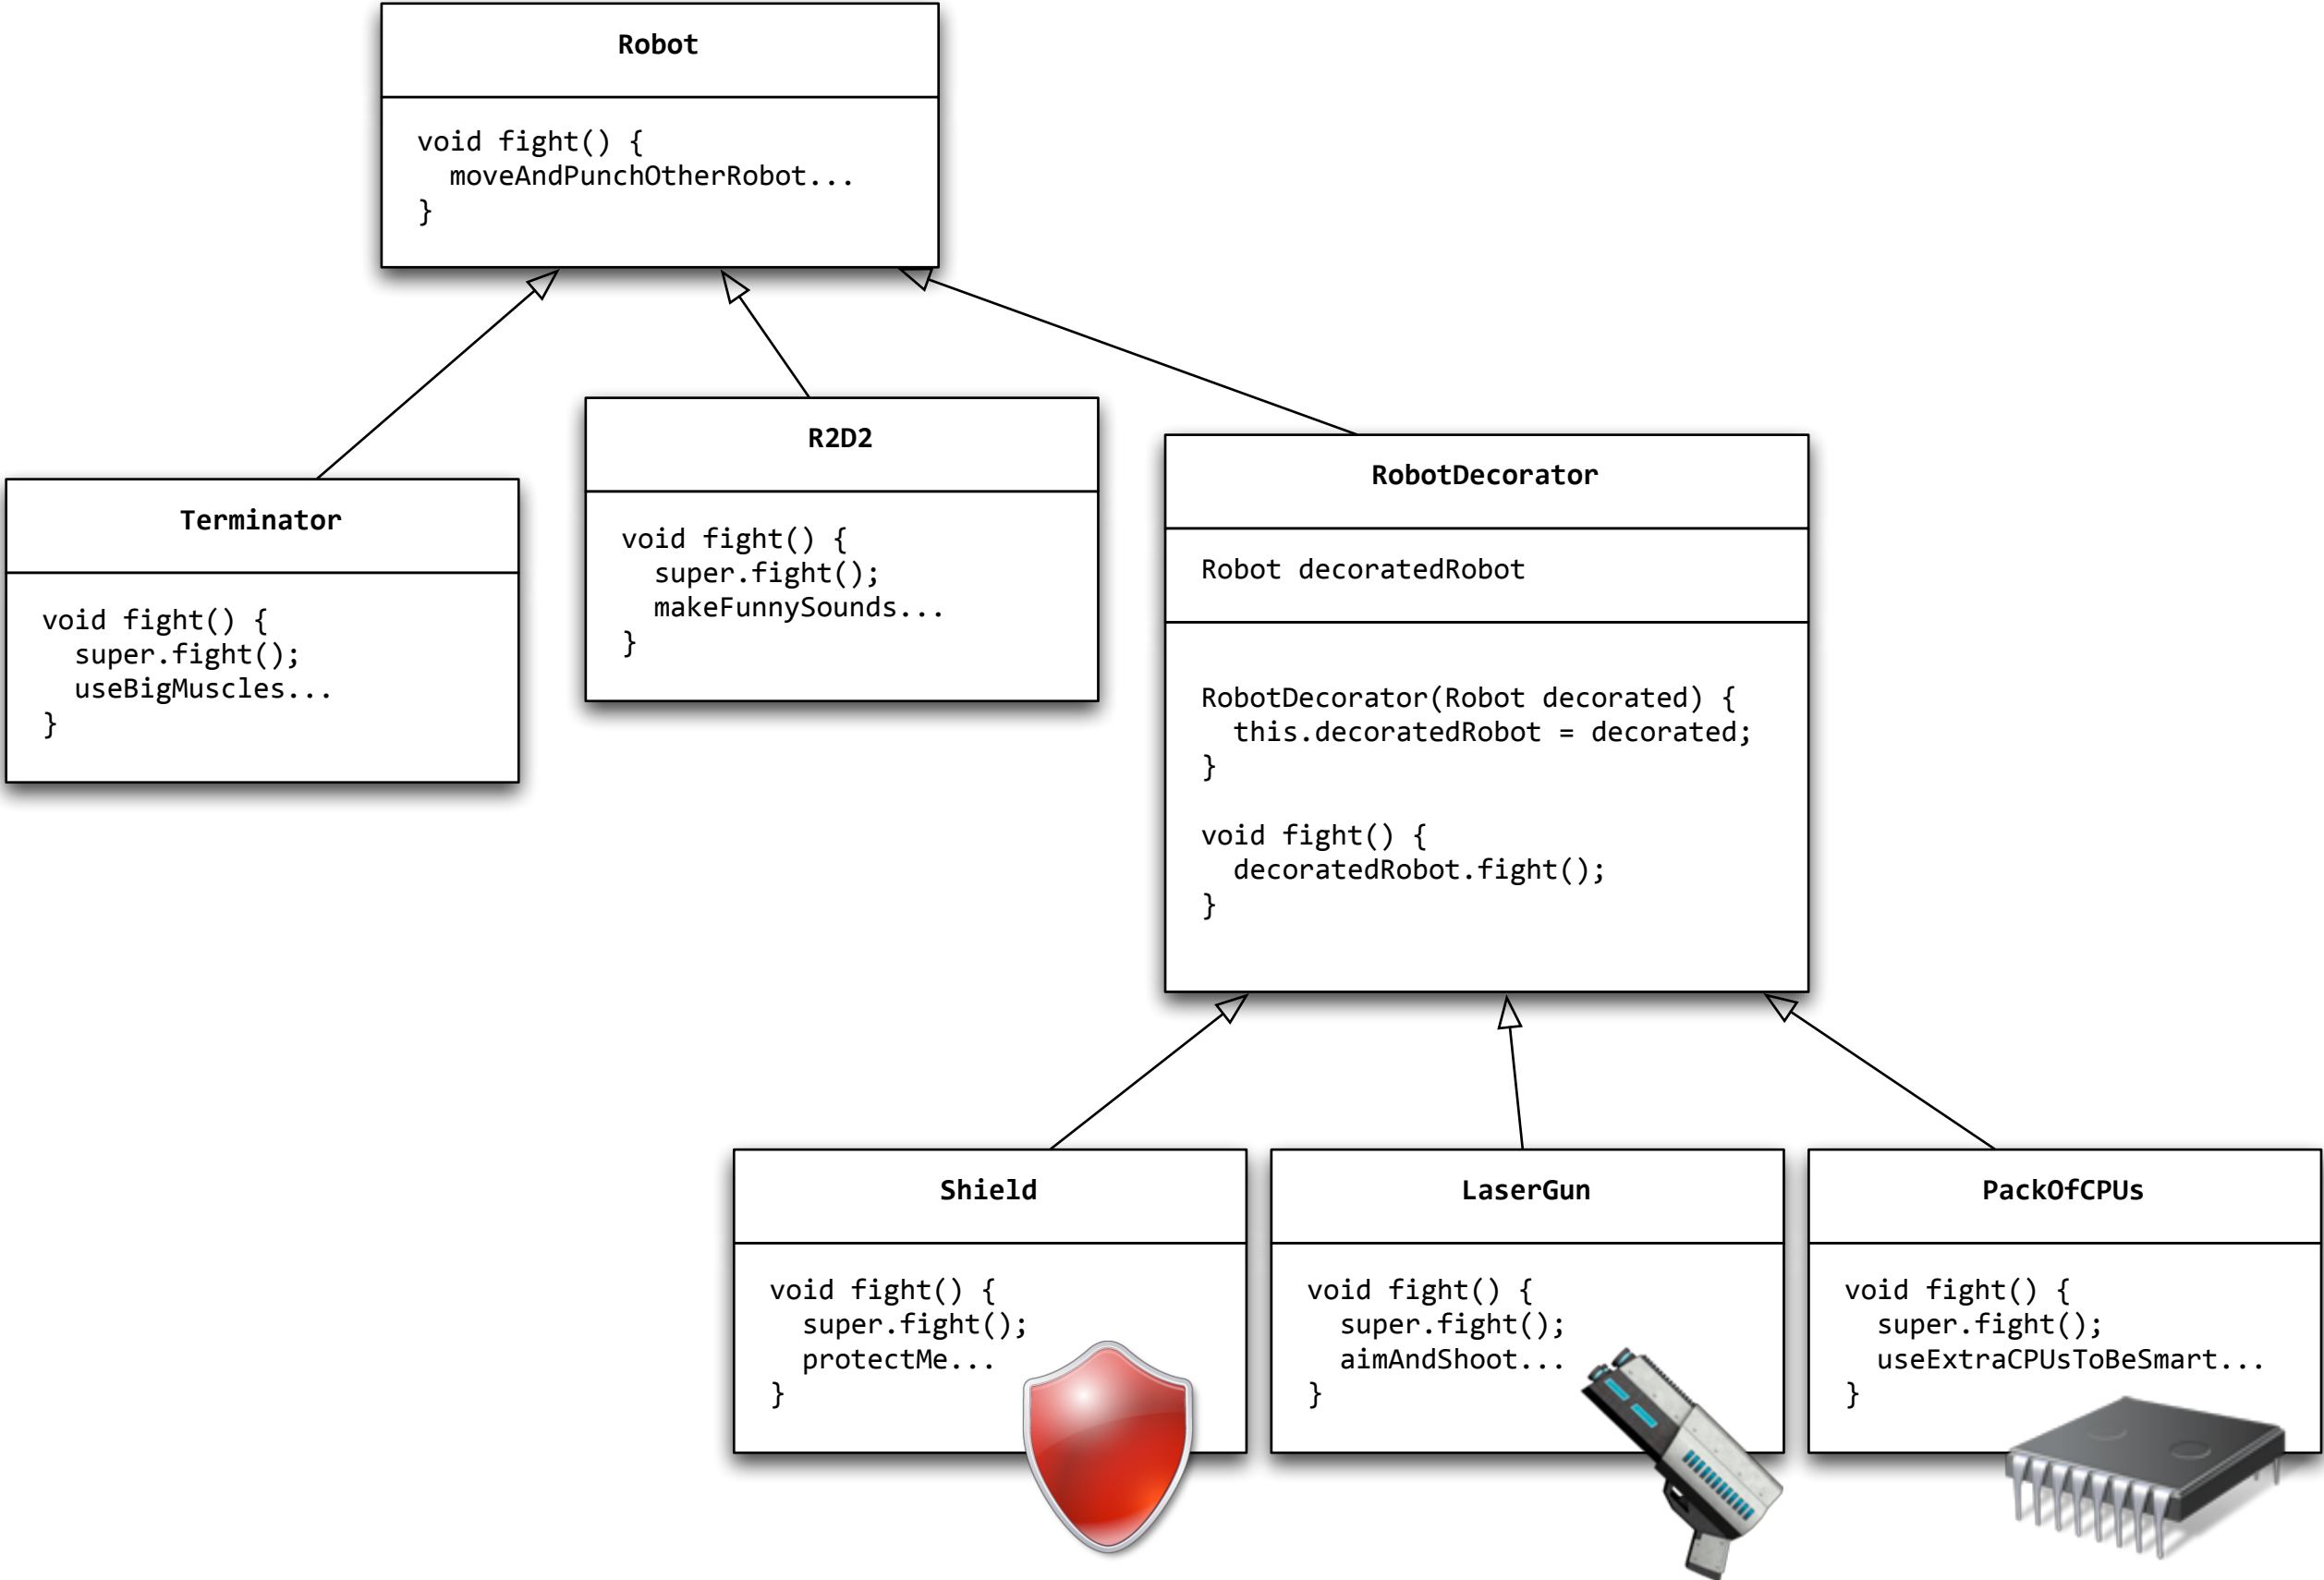 Robot
void fight() {
  moveAndPunchOtherRobot...
}
Terminator
void fight() {
  super.fight();
  useBigMuscles...
}
R2D2
void fight() {
  super.fight();
  makeFunnySounds...
}
RobotDecorator
Robot decoratedRobot
RobotDecorator(Robot decorated) {
  this.decoratedRobot = decorated;
}
void fight() {
  decoratedRobot.fight();
}
Shield
void fight() {
  super.fight();
  protectMe...
}
LaserGun
void fight() {
  super.fight();
  aimAndShoot...
}
PackOfCPUs
void fight() {
  super.fight();
  useExtraCPUsToBeSmart...
}